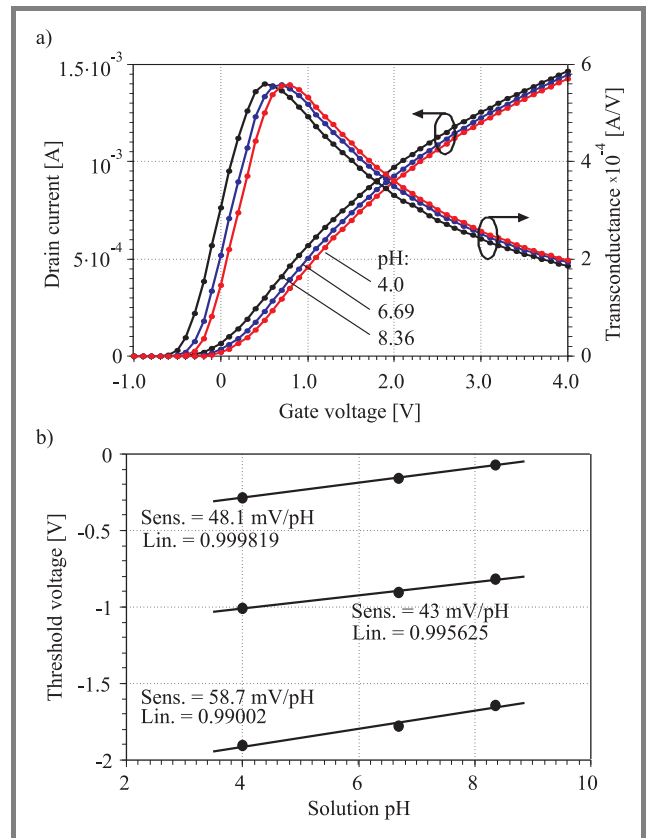 a)
1.5·10⁻³
10⁻³
5·10⁻⁴
0
Drain current [A]
6
4
2
0
Transconductance ×10⁻⁴ [A/V]
pH:
4.0
6.69
8.36
-1.0 0 1.0 2.0 3.0 4.0
Gate voltage [V]
b)
0
-0.5
-1
-1.5
-2
Threshold voltage [V]
Sens. = 48.1 mV/pH
Lin. = 0.999819
Sens. = 43 mV/pH
Lin. = 0.995625
Sens. = 58.7 mV/pH
Lin. = 0.99002
2 4 6 8 10
Solution pH